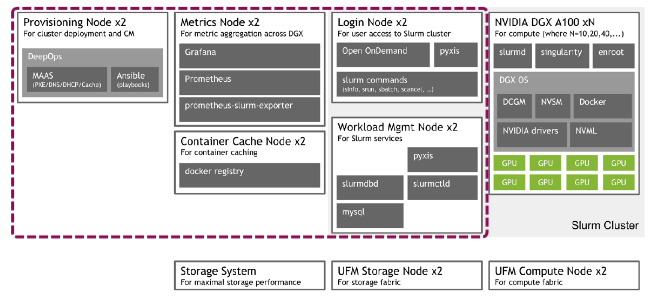 Provisioning Node x2
For cluster deployment and CM
DeepOps
MAAS
(PXE/DNS/DHCP/Cache)
Ansible
(playbooks)
Metrics Node x2
For metric aggregation across DGX
Grafana
Prometheus
prometheus-slurm-exporter
Container Cache Node x2
For container caching
docker registry
Login Node x2
For user access to Slurm cluster
Open OnDemand
pyxis
slurm commands
(sinfo, srun, sbatch, scancel, …)
Workload Mgmt Node x2
For Slurm services
pyxis
slurmdbd
slurmctld
mysql
NVIDIA DGX A100 xN
For compute (where N=10,20,40,...)
slurmd
singularity
enroot
DGX OS
DCGM
NVSM
Docker
NVIDIA drivers
NVML
GPU
GPU
GPU
GPU
GPU
GPU
GPU
GPU
Slurm Cluster
Storage System
For maximal storage performance
UFM Storage Node x2
For storage fabric
UFM Compute Node x2
For compute fabric